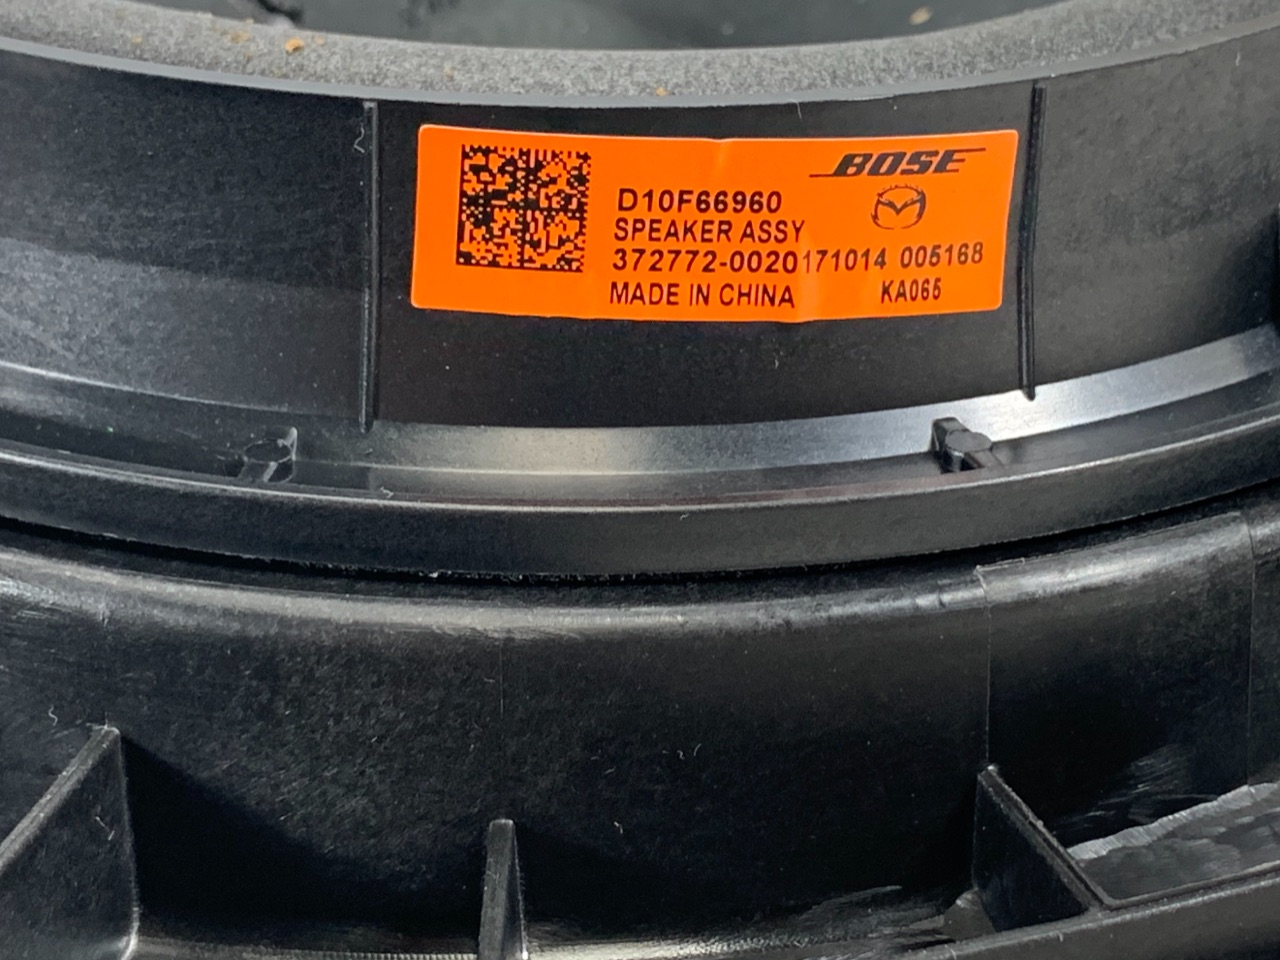 BOSE
D10F66960
SPEAKER ASSY
372772-0020171014 005168
MADE IN CHINA KA065